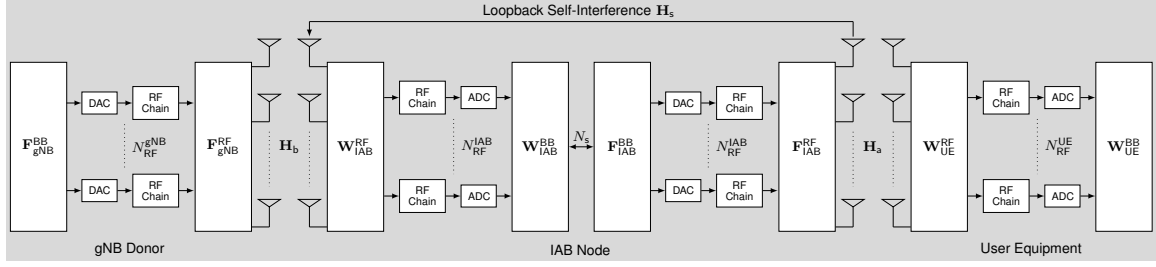 Loopback Self-Interference H_s
F^BB_gNB
DAC
RF
Chain
N^gNB_RF
DAC
RF
Chain
F^RF_gNB
H_b
W^RF_IAB
RF
Chain
ADC
N^IAB_RF
RF
Chain
ADC
W^BB_IAB
N_s
F^BB_IAB
DAC
RF
Chain
N^IAB_RF
DAC
RF
Chain
F^RF_IAB
H_a
W^RF_UE
RF
Chain
ADC
N^UE_RF
RF
Chain
ADC
W^BB_UE
gNB Donor
IAB Node
User Equipment